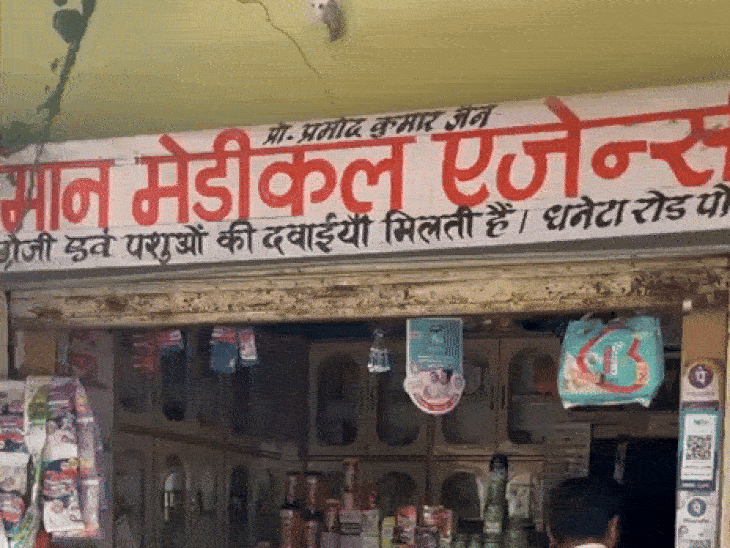 प्रो. प्रमोद कुमार जैन
मान मेडीकल एजेन्स
ग्रेजी एवं पशुओं की दवाईयाँ मिलती हैं। धनेटा रोड पो